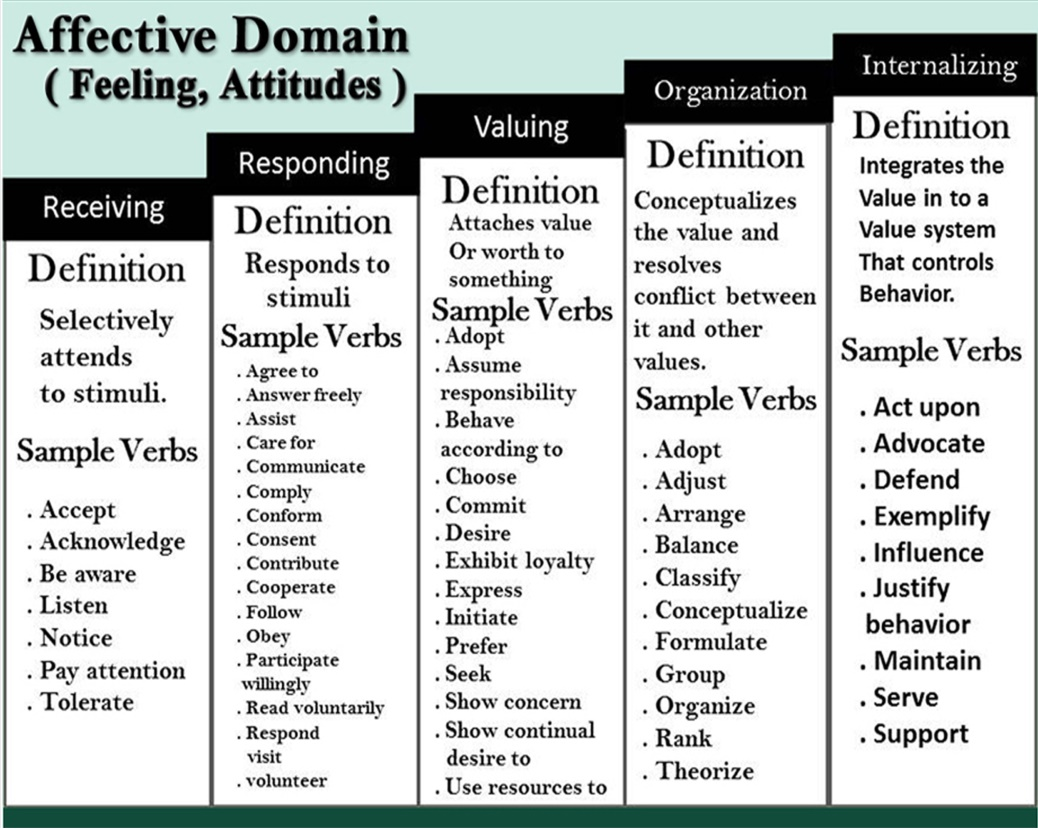 Affective Domain
( Feeling, Attitudes )
Receiving
Definition
Selectively
attends
to stimuli.
Sample Verbs
. Accept
. Acknowledge
. Be aware
. Listen
. Notice
. Pay attention
. Tolerate
Responding
Definition
Responds to
stimuli
Sample Verbs
. Agree to
. Answer freely
. Assist
. Care for
. Communicate
. Comply
. Conform
. Consent
. Contribute
. Cooperate
. Follow
. Obey
. Participate
willingly
. Read voluntarily
. Respond
visit
. volunteer
Valuing
Definition
Attaches value
Or worth to
something
Sample Verbs
. Adopt
. Assume
responsibility
. Behave
according to
. Choose
. Commit
. Desire
. Exhibit loyalty
. Express
. Initiate
. Prefer
. Seek
. Show concern
. Show continual
desire to
. Use resources to
Organization
Definition
Conceptualizes
the value and
resolves
conflict between
it and other
values.
Sample Verbs
. Adopt
. Adjust
. Arrange
. Balance
. Classify
. Conceptualize
. Formulate
. Group
. Organize
. Rank
. Theorize
Internalizing
Definition
Integrates the
Value in to a
Value system
That controls
Behavior.
Sample Verbs
. Act upon
. Advocate
. Defend
. Exemplify
. Influence
. Justify
behavior
. Maintain
. Serve
. Support